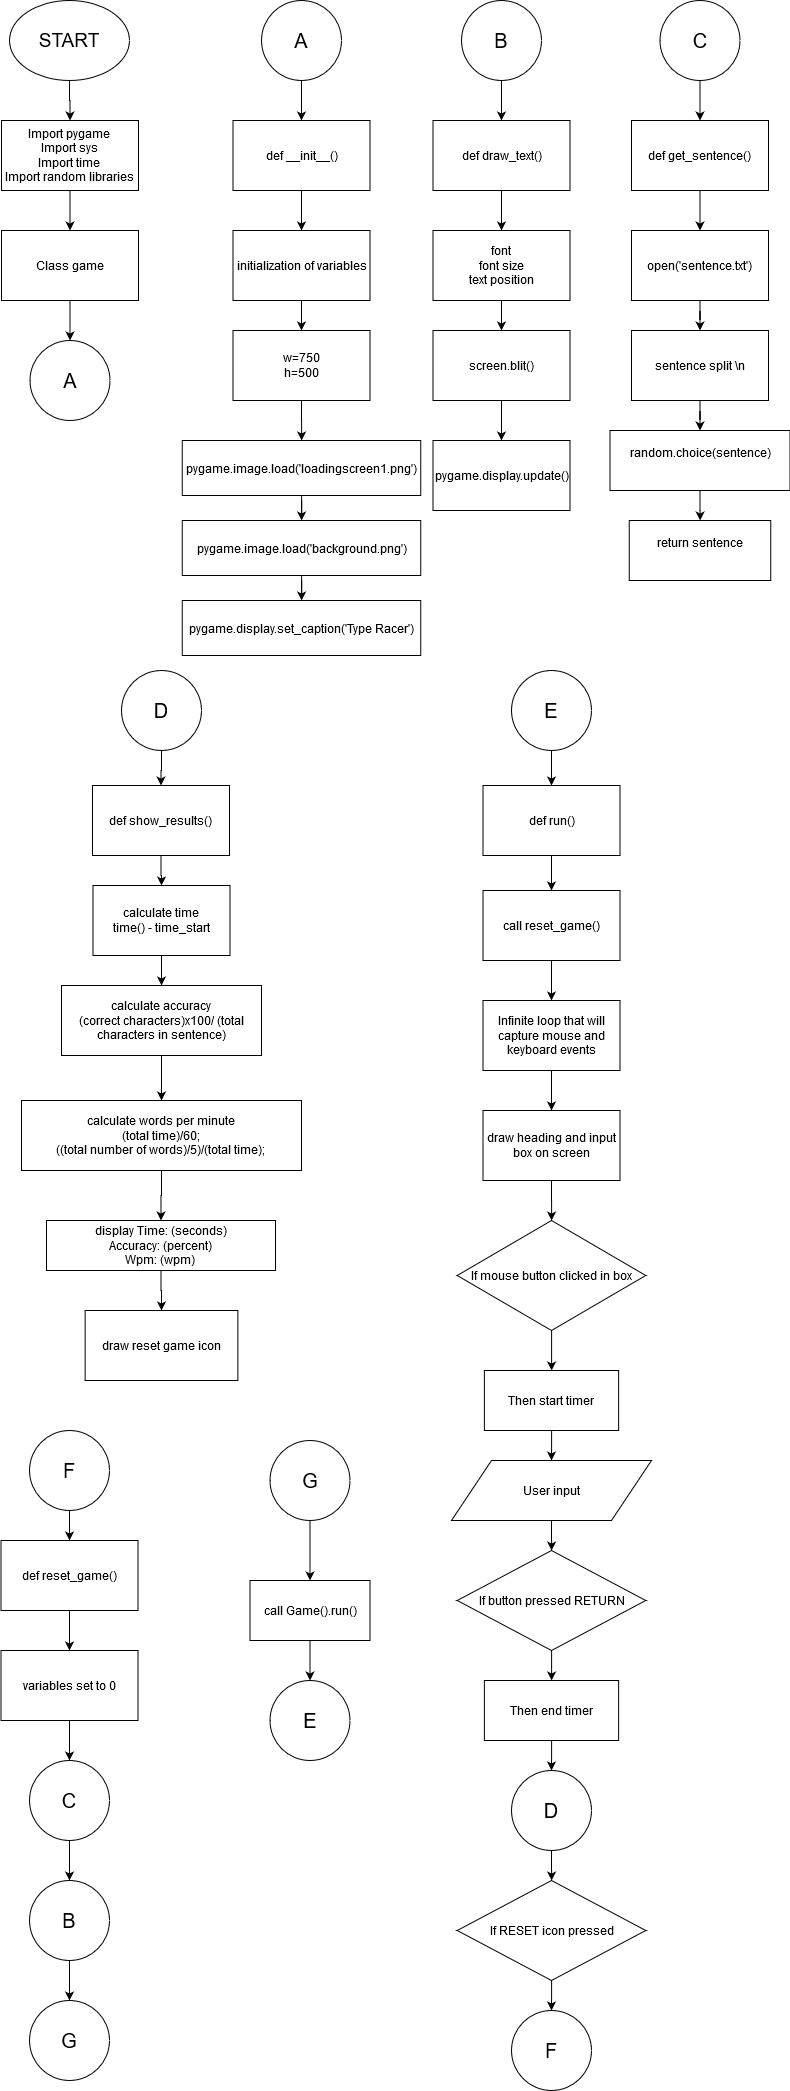 START
Import pygame
Import sys
Import time
Import random libraries
Class game
A
A
def __init__()
initialization of variables
w=750
h=500
pygame.image.load('loadingscreen1.png')
pygame.image.load('background.png')
pygame.display.set_caption('Type Racer')
B
def draw_text()
font
font size
text position
screen.blit()
pygame.display.update()
C
def get_sentence()
open('sentence.txt')
sentence split \n
random.choice(sentence)
return sentence
D
def show_results()
calculate time
time() - time_start
calculate accuracy
(correct characters)x100/ (total
characters in sentence)
calculate words per minute
(total time)/60;
((total number of words)/5)/(total time);
display Time: (seconds)
Accuracy: (percent)
Wpm: (wpm)
draw reset game icon
E
def run()
call reset_game()
Infinite loop that will
capture mouse and
keyboard events
draw heading and input
box on screen
If mouse button clicked in box
Then start timer
User input
If button pressed RETURN
Then end timer
D
If RESET icon pressed
F
F
def reset_game()
variables set to 0
C
B
G
G
call Game().run()
E